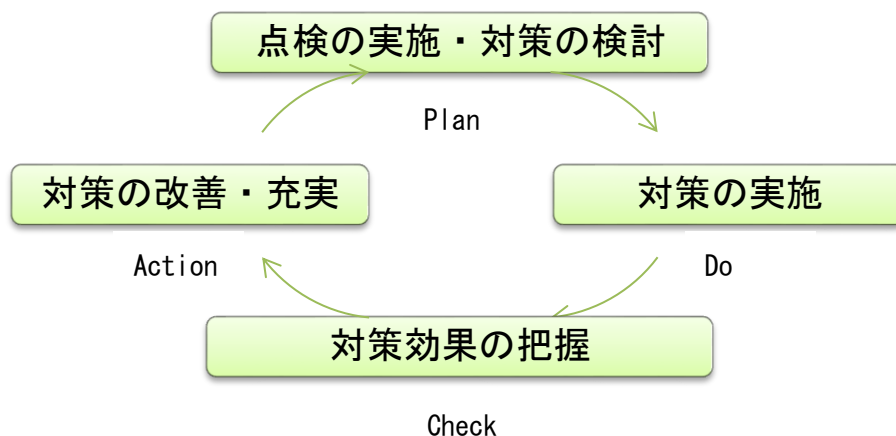 点検の実施・対策の検討
Plan
対策の改善・充実
対策の実施
Action
Do
対策効果の把握
Check